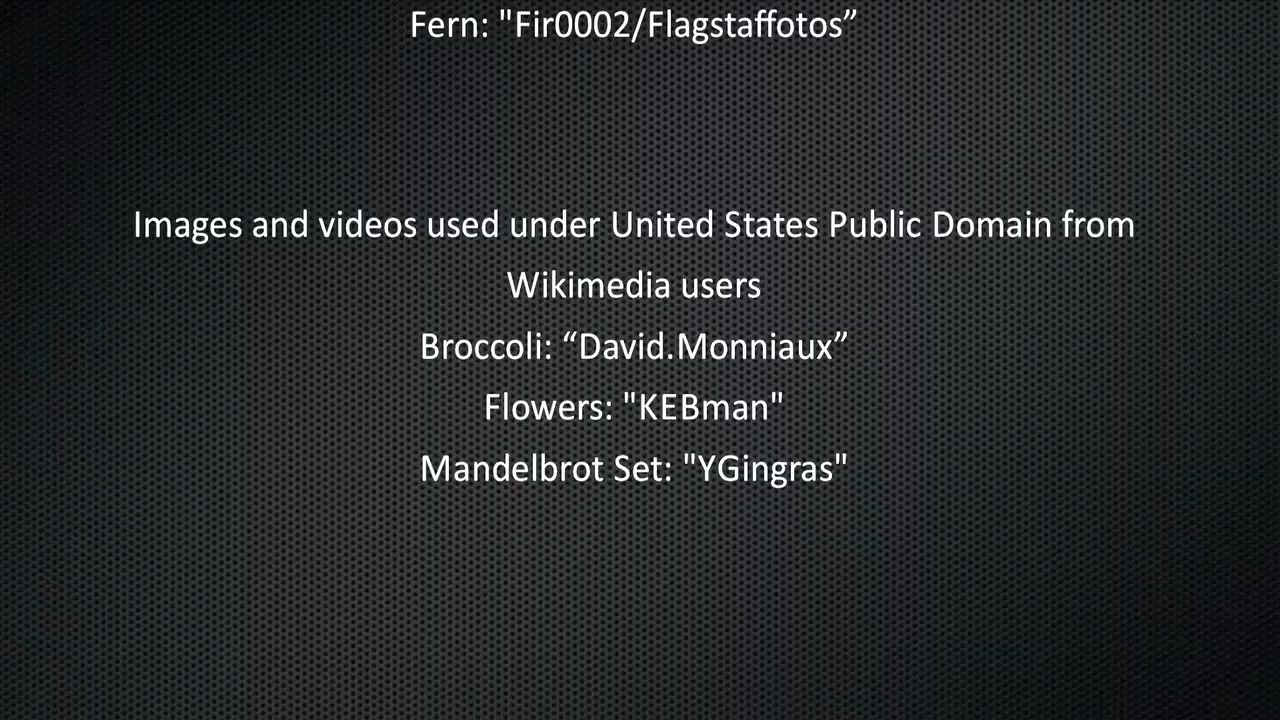 Fern: "Fir0002/Flagstaffotos”
Images and videos used under United States Public Domain from
Wikimedia users
Broccoli: “David.Monniaux”
Flowers: "KEBman"
Mandelbrot Set: "YGingras"